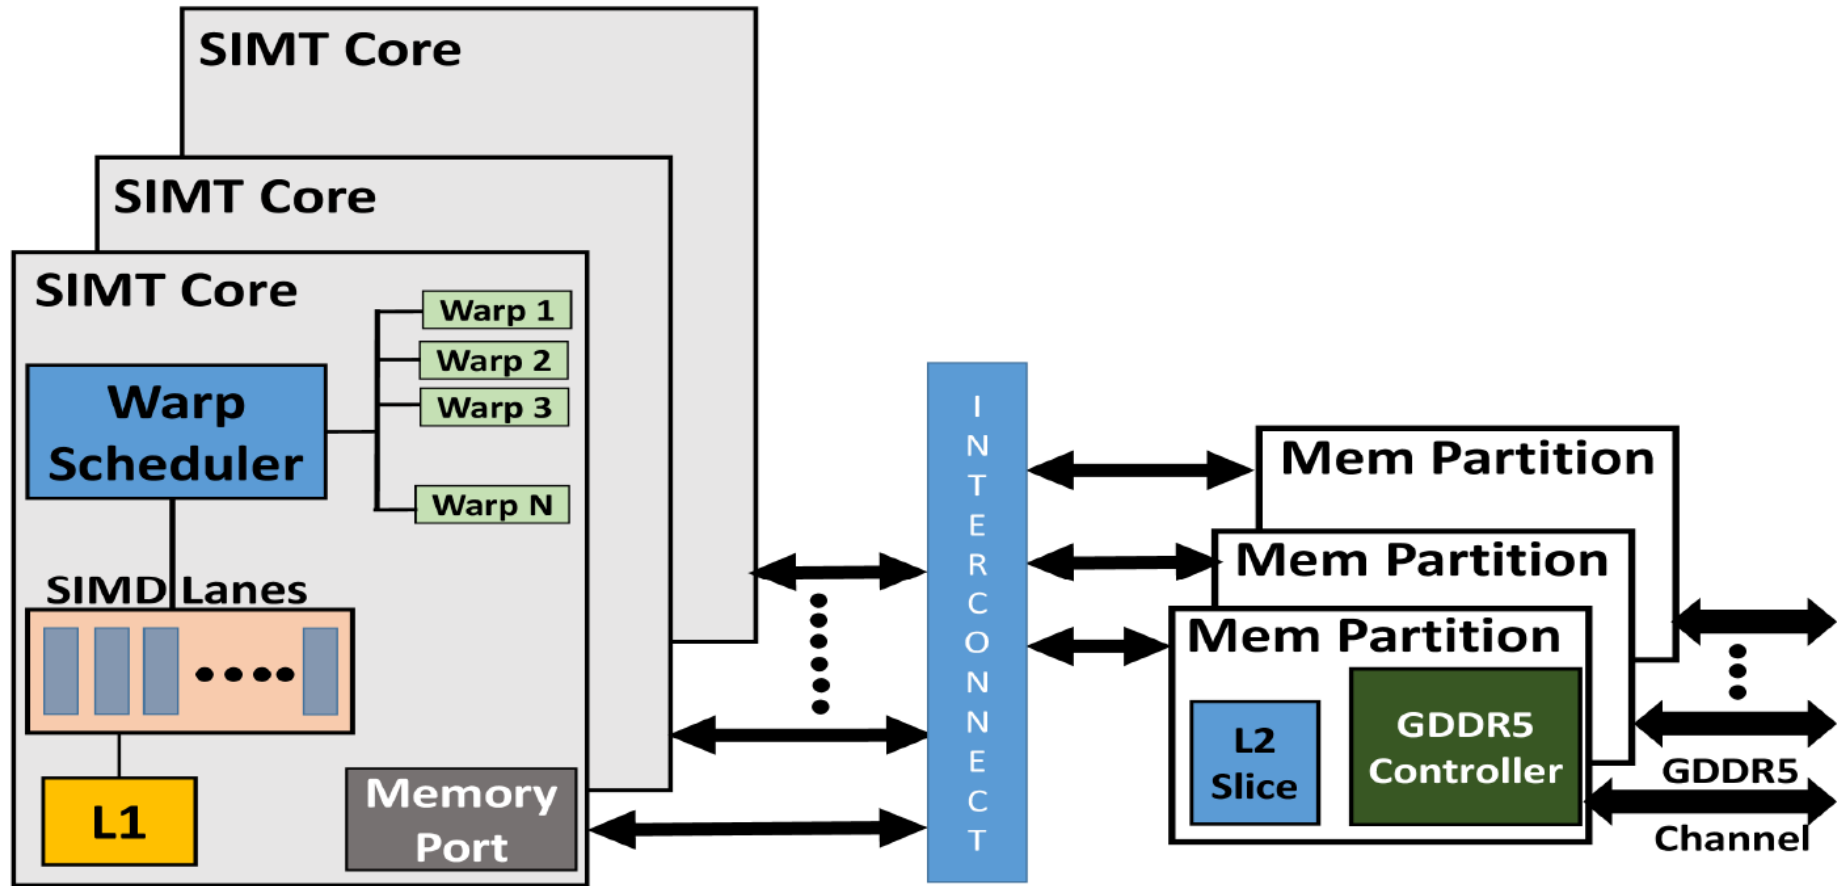 SIMT Core
SIMT Core
SIMT Core
Warp 1
Warp 2
Warp 3
Warp N
Warp
Scheduler
SIMD Lanes
L1
Memory
Port
INTERCONNECT
Mem Partition
Mem Partition
Mem Partition
L2
Slice
GDDR5
Controller
GDDR5
Channel